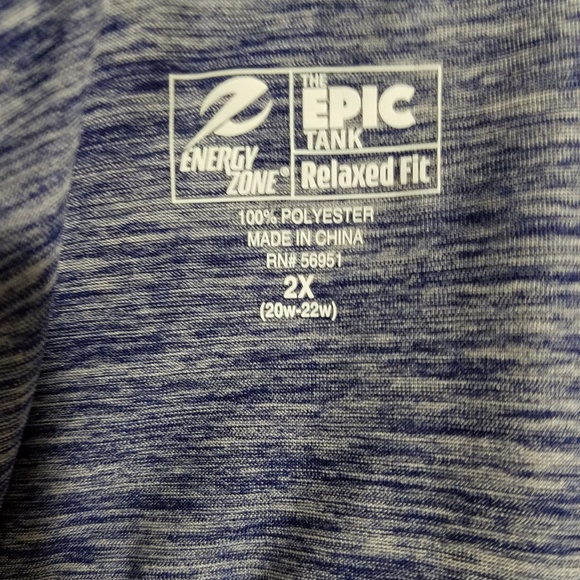 ENERGY
ZONE®
THE
EPIC
TANK
Relaxed Fit
100% POLYESTER
MADE IN CHINA
RN# 56951
2X
(20w-22w)